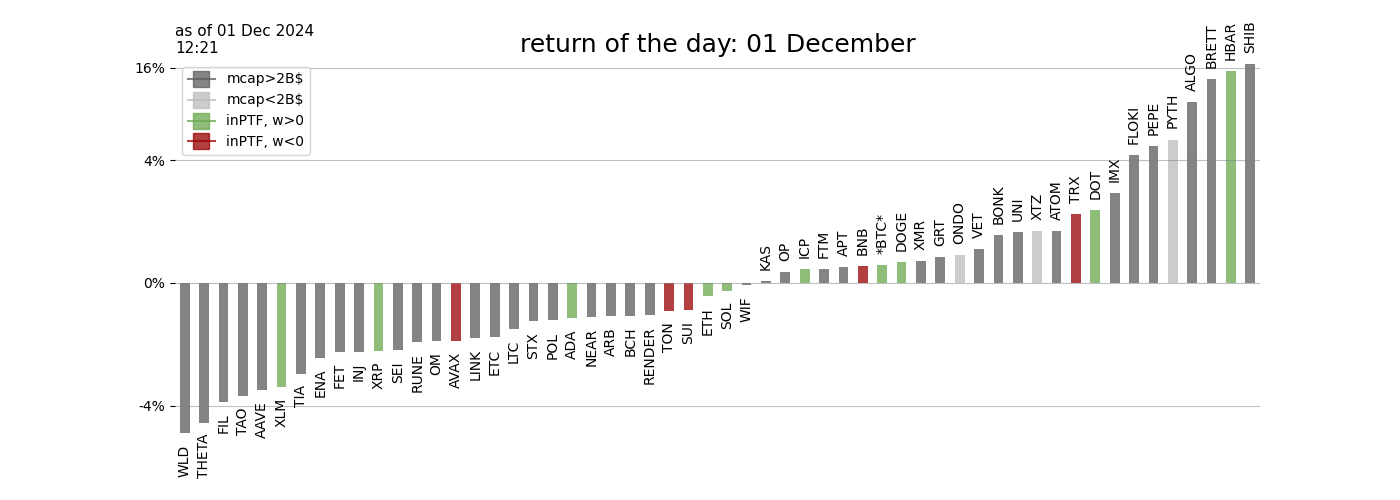 as of 01 Dec 2024
12:21
return of the day: 01 December
16%
4%
0%
-4%
mcap>2B$
mcap<2B$
inPTF, w>0
inPTF, w<0
WLD
THETA
FIL
TAO
AAVE
XLM
TIA
ENA
FET
INJ
XRP
SEI
RUNE
OM
AVAX
LINK
ETC
LTC
STX
POL
ADA
NEAR
ARB
BCH
RENDER
TON
SUI
ETH
SOL
WIF
KAS
OP
ICP
FTM
APT
BNB
*BTC*
DOGE
XMR
GRT
ONDO
VET
BONK
UNI
XTZ
ATOM
TRX
DOT
IMX
FLOKI
PEPE
PYTH
ALGO
BRETT
HBAR
SHIB